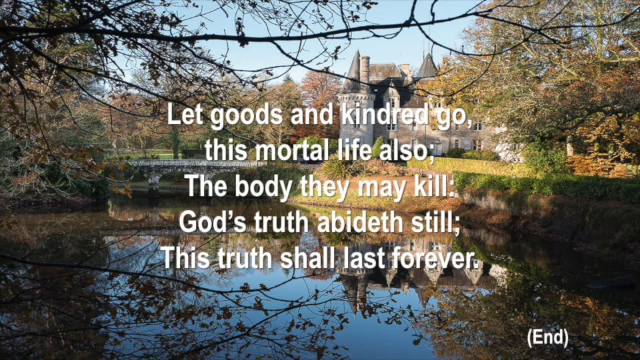 Let goods and kindred go,
this mortal life also;
The body they may kill:
God's truth abideth still;
This truth shall last forever.
(End)